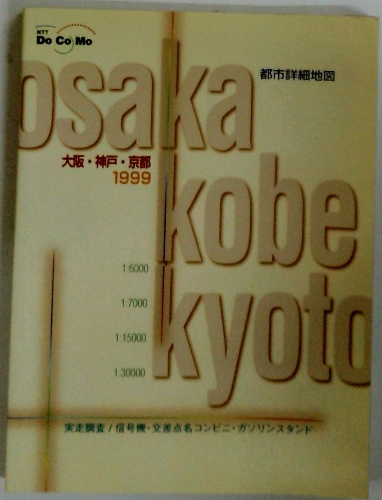 NTT
DoCoMo
osaka
都市詳細地図
大阪・神戸・京都
1999
kobe
1:6000
1:7000
kyoto
1:15000
1:30000
実走調査/信号機・交差点名コンビニ・ガソリンスタンド